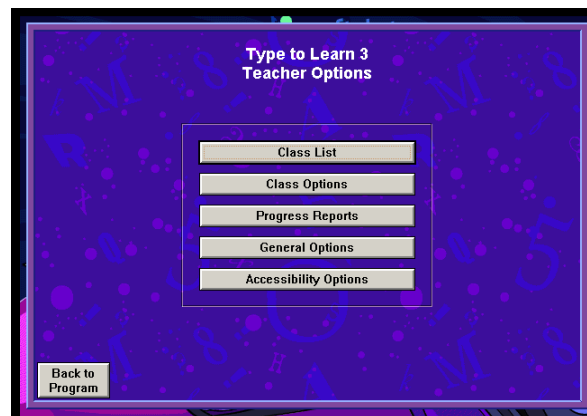 Type to Learn 3
Teacher Options
Class List
Class Options
Progress Reports
General Options
Accessibility Options
Back to
Program